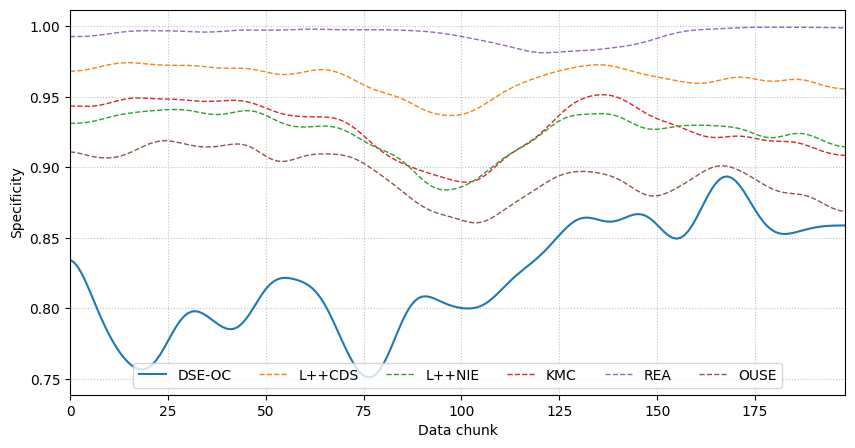 1.00
0.95
0.90
0.85
0.80
0.75
Specificity
DSE-OC L++CDS L++NIE KMC REA OUSE
0 25 50 75 100 125 150 175
Data chunk